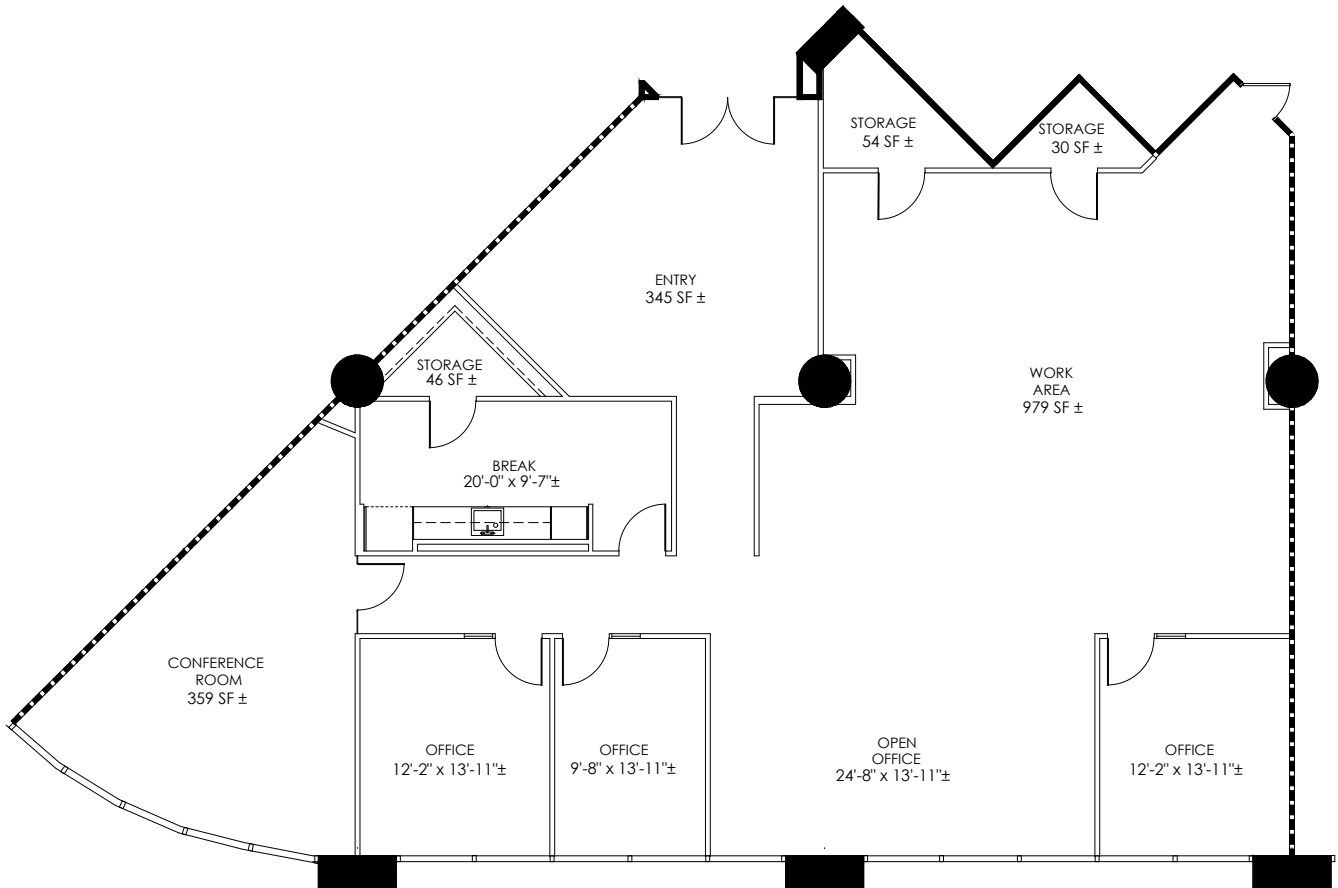 STORAGE
54 SF ±
STORAGE
30 SF ±
ENTRY
345 SF ±
STORAGE
46 SF ±
WORK
AREA
979 SF ±
BREAK
20'-0" x 9'-7"±
CONFERENCE
ROOM
359 SF ±
OFFICE
12'-2" x 13'-11"±
OFFICE
9'-8" x 13'-11"±
OPEN
OFFICE
24'-8" x 13'-11"±
OFFICE
12'-2" x 13'-11"±